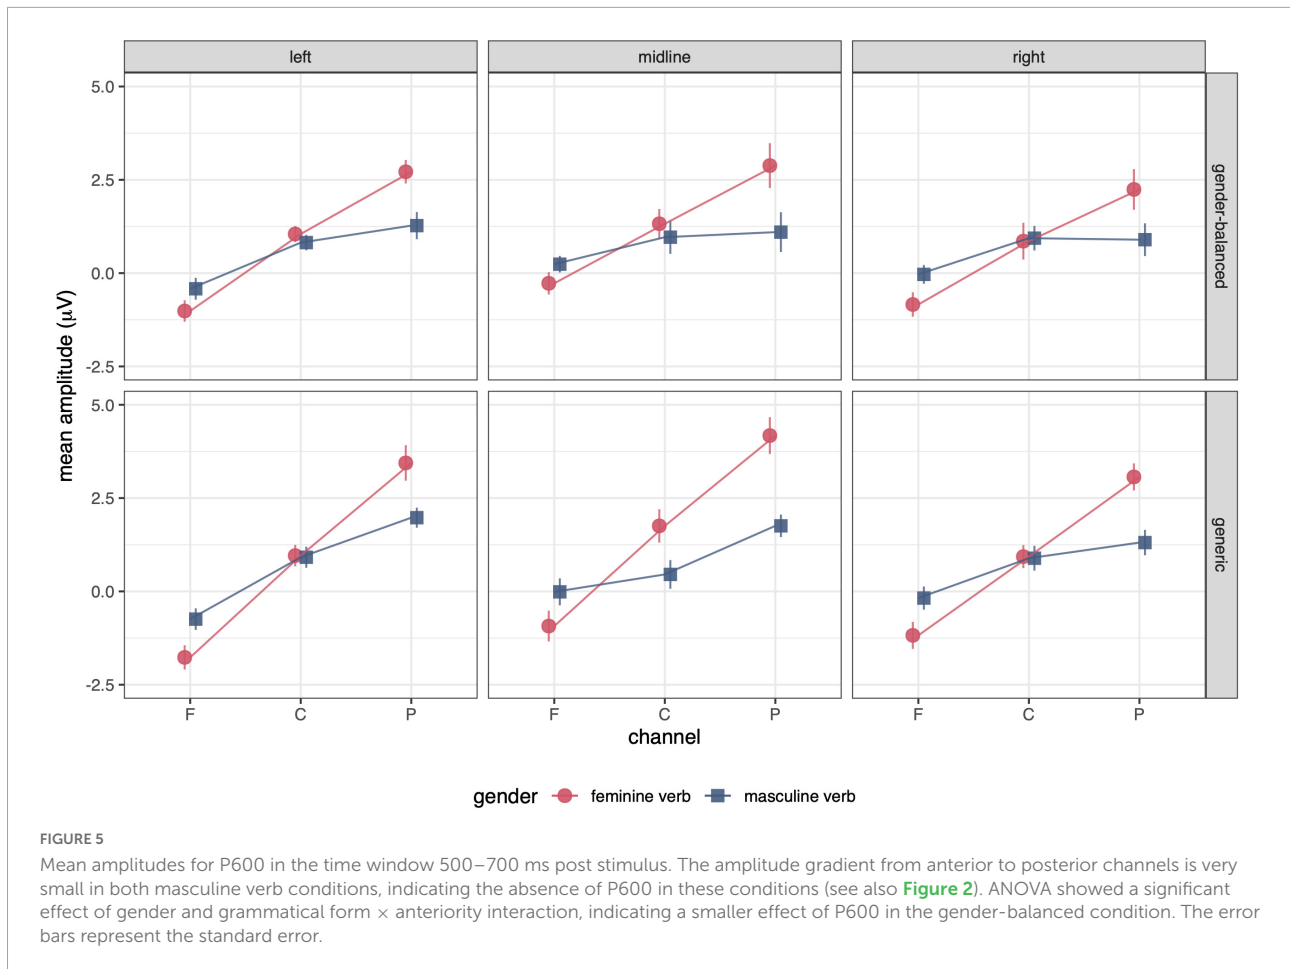 left
midline
right
5.0
2.5
0.0
-2.5
gender-balanced
5.0
2.5
0.0
-2.5
generic
mean amplitude (μV)
F C P F C P F C P
channel
gender feminine verb masculine verb
FIGURE 5
Mean amplitudes for P600 in the time window 500–700 ms post stimulus. The amplitude gradient from anterior to posterior channels is very
small in both masculine verb conditions, indicating the absence of P600 in these conditions (see also Figure 2). ANOVA showed a significant
effect of gender and grammatical form × anteriority interaction, indicating a smaller effect of P600 in the gender-balanced condition. The error
bars represent the standard error.